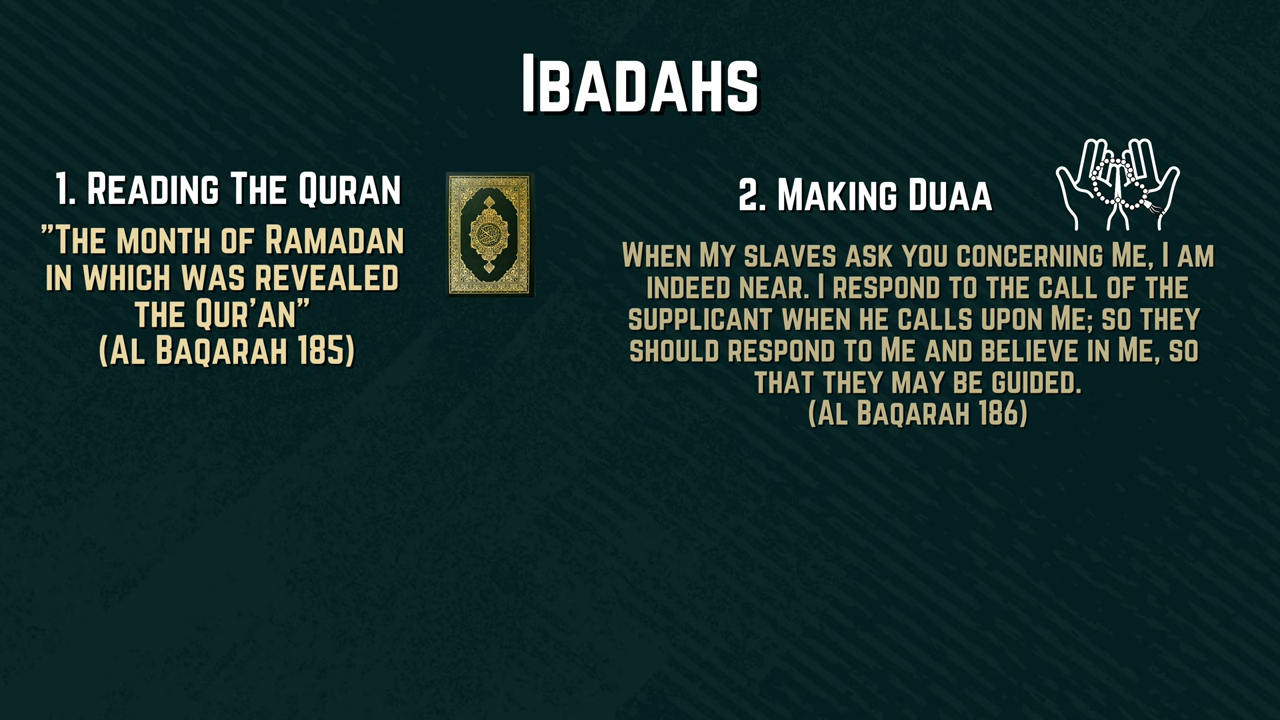 Ibadahs
1. Reading The Quran
"The month of Ramadan
in which was revealed
the Qur'an"
(Al Baqarah 185)
2. Making Duaa
When My slaves ask you concerning Me, I am
indeed near. I respond to the call of the
supplicant when he calls upon Me; so they
should respond to Me and believe in Me, so
that they may be guided.
(Al Baqarah 186)